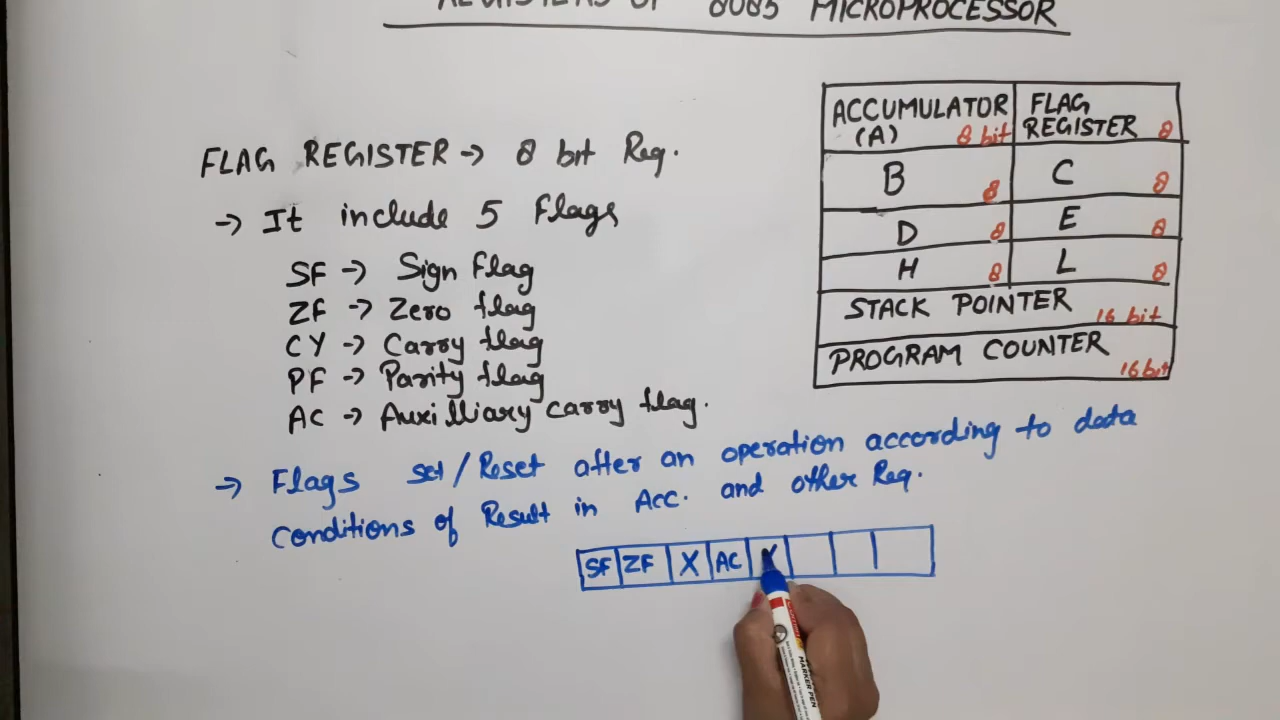 REGISTERS OF 8085 MICROPROCESSOR
FLAG REGISTER → 8 bit Reg.
→ It include 5 Flags
SF → Sign Flag
ZF → Zero flag
CY → Carry flag
PF → Parity flag
AC → Auxilliary carry flag.
→ Flags set/Reset after an operation according to data
conditions of Result in Acc. and other Reg.
SF ZF X AC X
ACCUMULATOR (A) 8 bit FLAG REGISTER 8
B 8 C 8
D 8 E 8
H 8 L 8
STACK POINTER 16 bit
PROGRAM COUNTER 16 bit